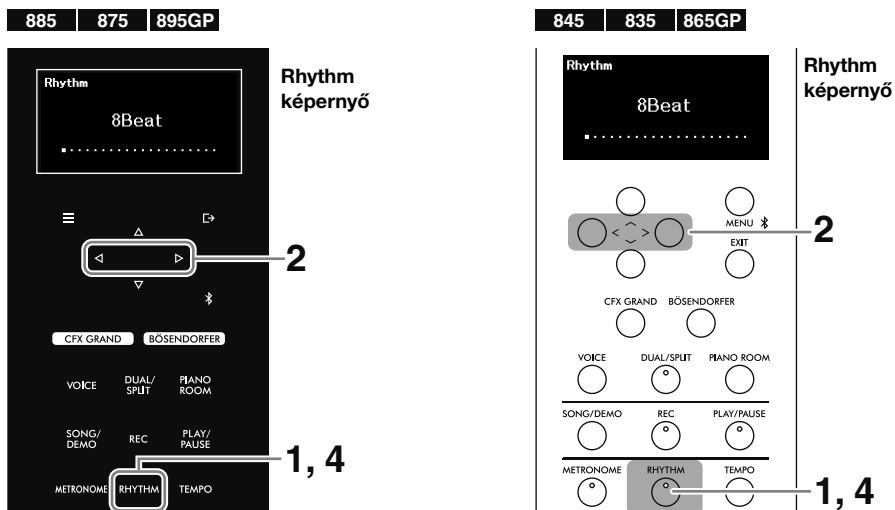 885 875 895GP
Rhythm
8Beat
Rhythm
képernyő
2
CFX GRAND BÖSENDORFER
VOICE DUAL/
SPLIT PIANO
ROOM
SONG/
DEMO REC PLAY/
PAUSE
1, 4
METRONOME RHYTHM TEMPO
845 835 865GP
Rhythm
8Beat
Rhythm
képernyő
MENU
2
EXIT
CFX GRAND BÖSENDORFER
VOICE DUAL/SPLIT PIANO ROOM
SONG/DEMO REC PLAY/PAUSE
METRONOME RHYTHM TEMPO
1, 4